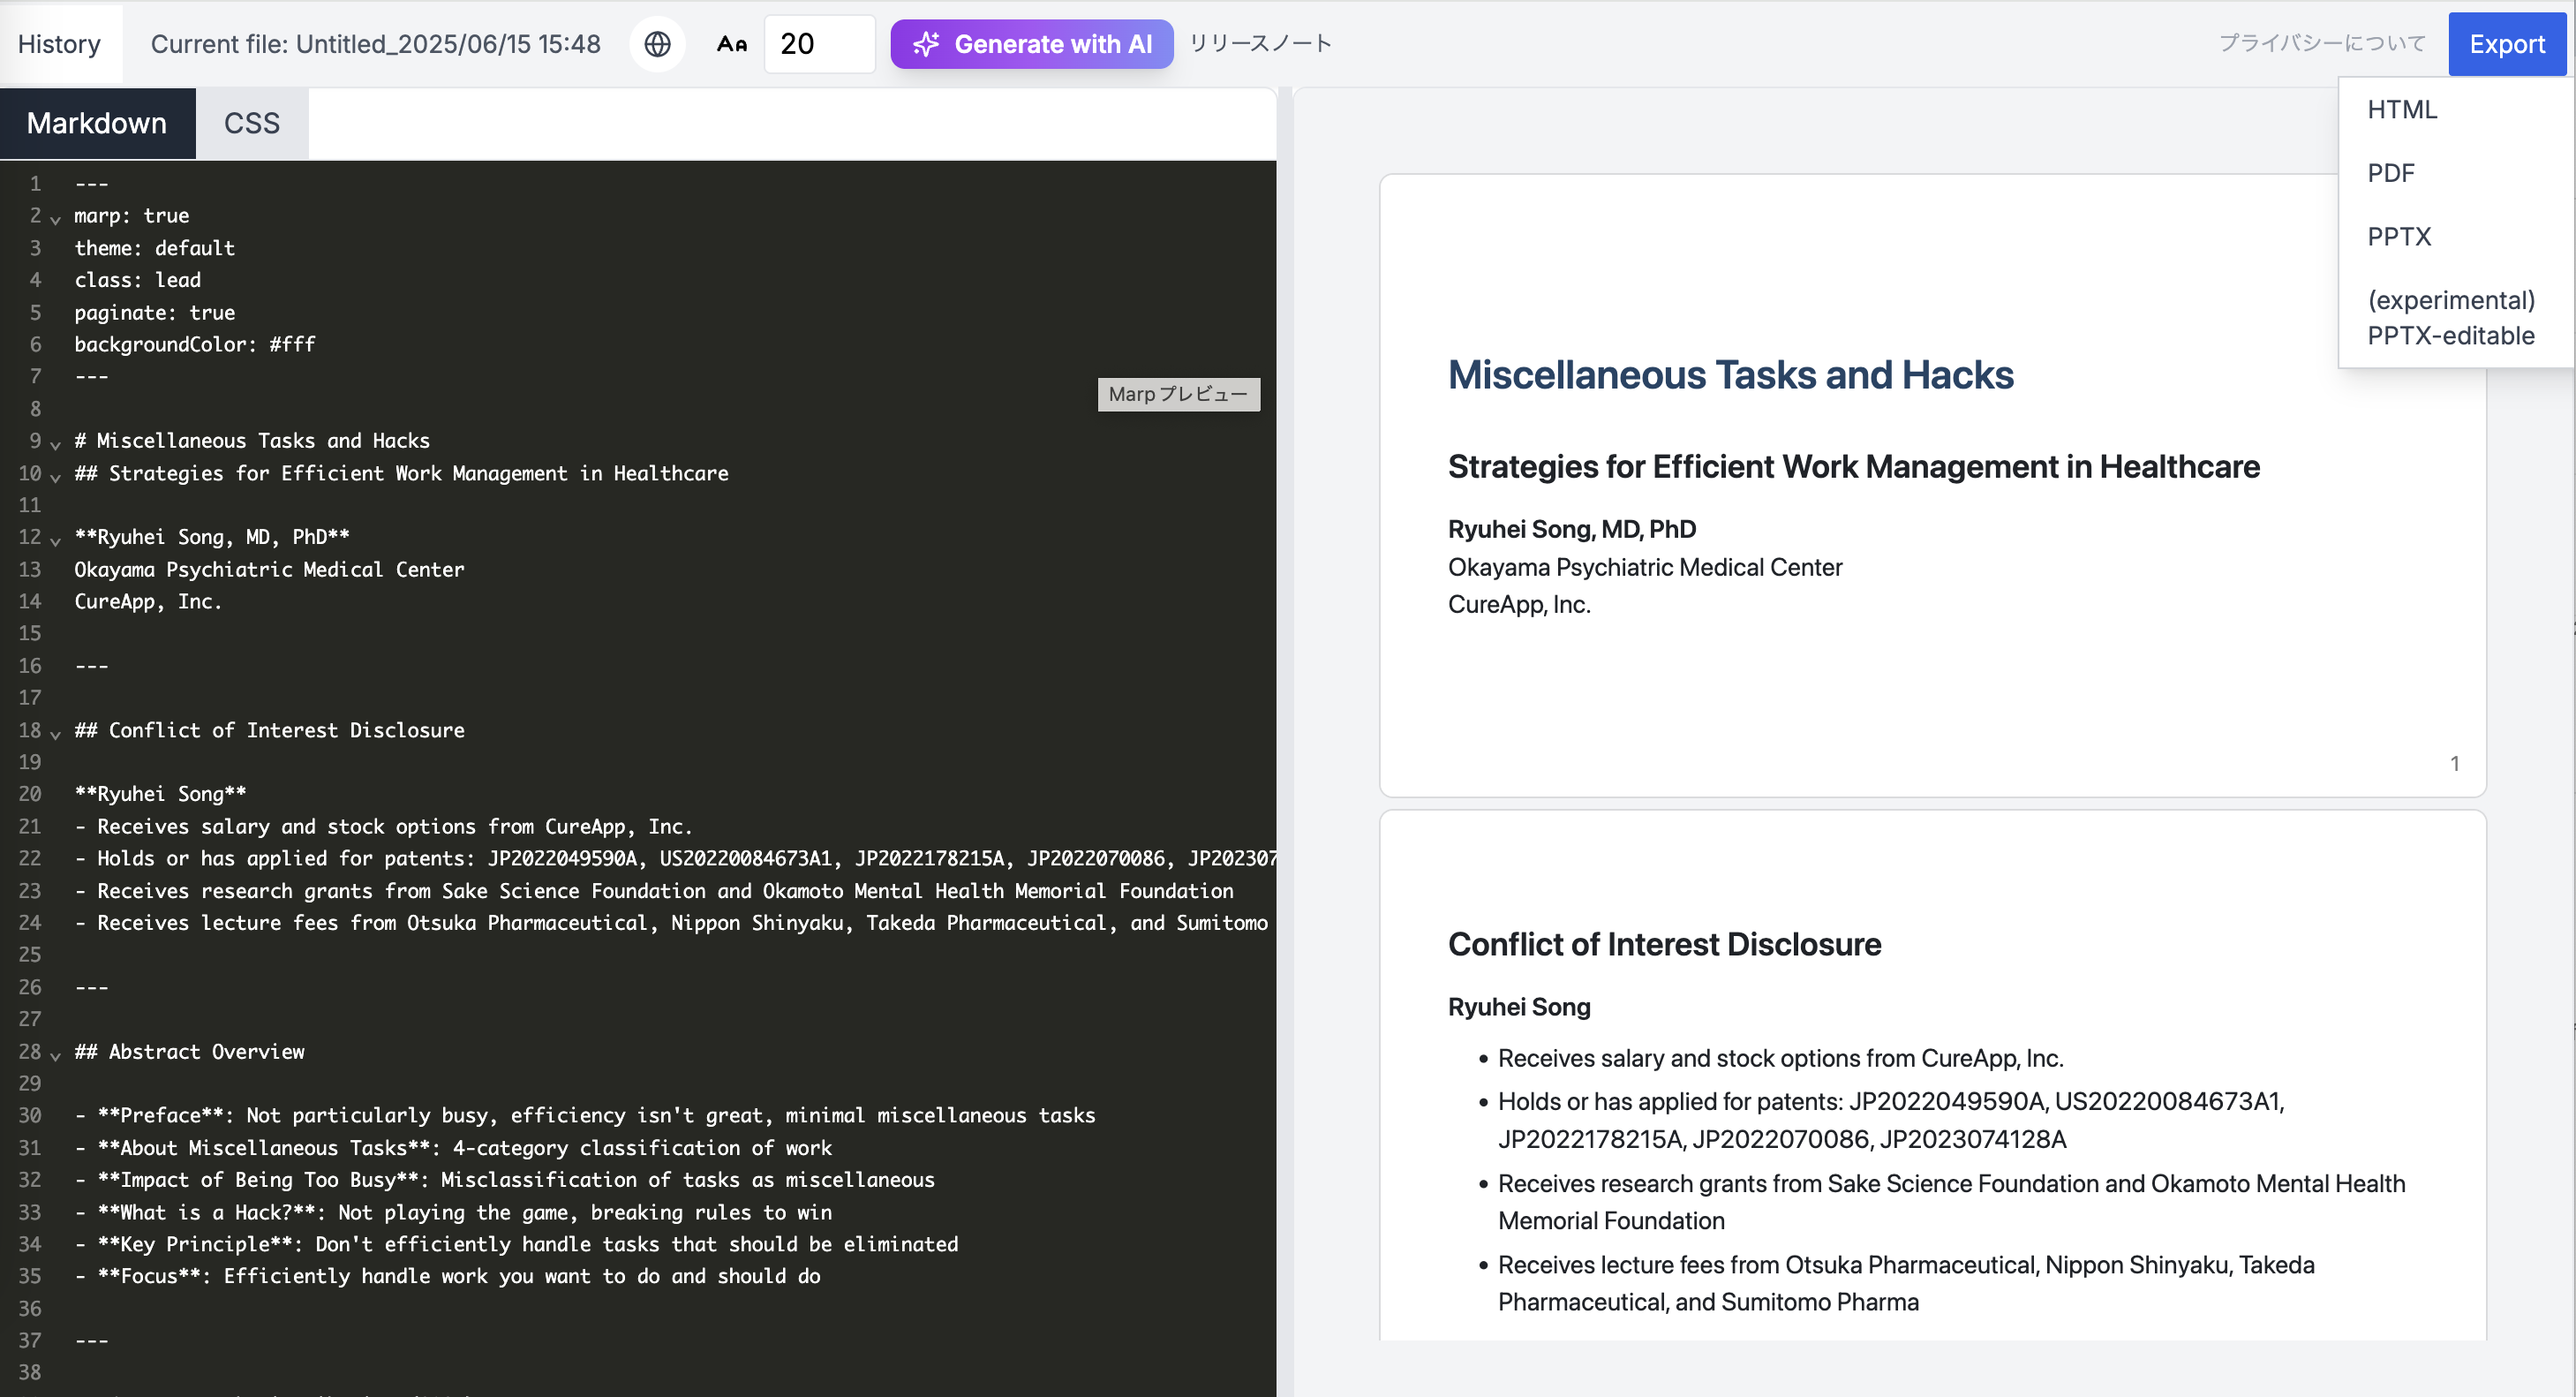 History
Current file: Untitled_2025/06/15 15:48
Aa
20
Generate with AI
リリースノート
プライバシーについて
Export
HTML
PDF
PPTX
(experimental)
PPTX-editable
Markdown
CSS
1 ---
2 marp: true
3 theme: default
4 class: lead
5 paginate: true
6 backgroundColor: #fff
7 ---
8
9 # Miscellaneous Tasks and Hacks
10 ## Strategies for Efficient Work Management in Healthcare
11
12 **Ryuhei Song, MD, PhD**
13 Okayama Psychiatric Medical Center
14 CureApp, Inc.
15
16 ---
17
18 ## Conflict of Interest Disclosure
19
20 **Ryuhei Song**
21 - Receives salary and stock options from CureApp, Inc.
22 - Holds or has applied for patents: JP2022049590A, US20220084673A1, JP2022178215A, JP2022070086, JP202307
23 - Receives research grants from Sake Science Foundation and Okamoto Mental Health Memorial Foundation
24 - Receives lecture fees from Otsuka Pharmaceutical, Nippon Shinyaku, Takeda Pharmaceutical, and Sumitomo
25
26 ---
27
28 ## Abstract Overview
29
30 - **Preface**: Not particularly busy, efficiency isn't great, minimal miscellaneous tasks
31 - **About Miscellaneous Tasks**: 4-category classification of work
32 - **Impact of Being Too Busy**: Misclassification of tasks as miscellaneous
33 - **What is a Hack?**: Not playing the game, breaking rules to win
34 - **Key Principle**: Don't efficiently handle tasks that should be eliminated
35 - **Focus**: Efficiently handle work you want to do and should do
36
37 ---
38
Marpプレビュー
Miscellaneous Tasks and Hacks
Strategies for Efficient Work Management in Healthcare
Ryuhei Song, MD, PhD
Okayama Psychiatric Medical Center
CureApp, Inc.
1
Conflict of Interest Disclosure
Ryuhei Song
• Receives salary and stock options from CureApp, Inc.
• Holds or has applied for patents: JP2022049590A, US20220084673A1,
JP2022178215A, JP2022070086, JP2023074128A
• Receives research grants from Sake Science Foundation and Okamoto Mental Health
Memorial Foundation
• Receives lecture fees from Otsuka Pharmaceutical, Nippon Shinyaku, Takeda
Pharmaceutical, and Sumitomo Pharma